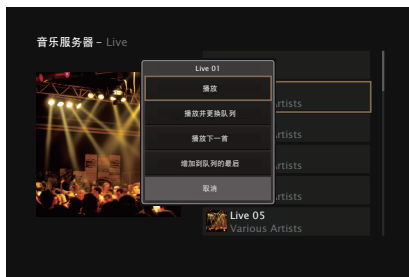 音乐服务器 – Live
Live 01
播放
播放并更换队列
播放下一首
增加到队列的最后
取消
Artists
Artists
Artists
Artists
Live 05
Various Artists